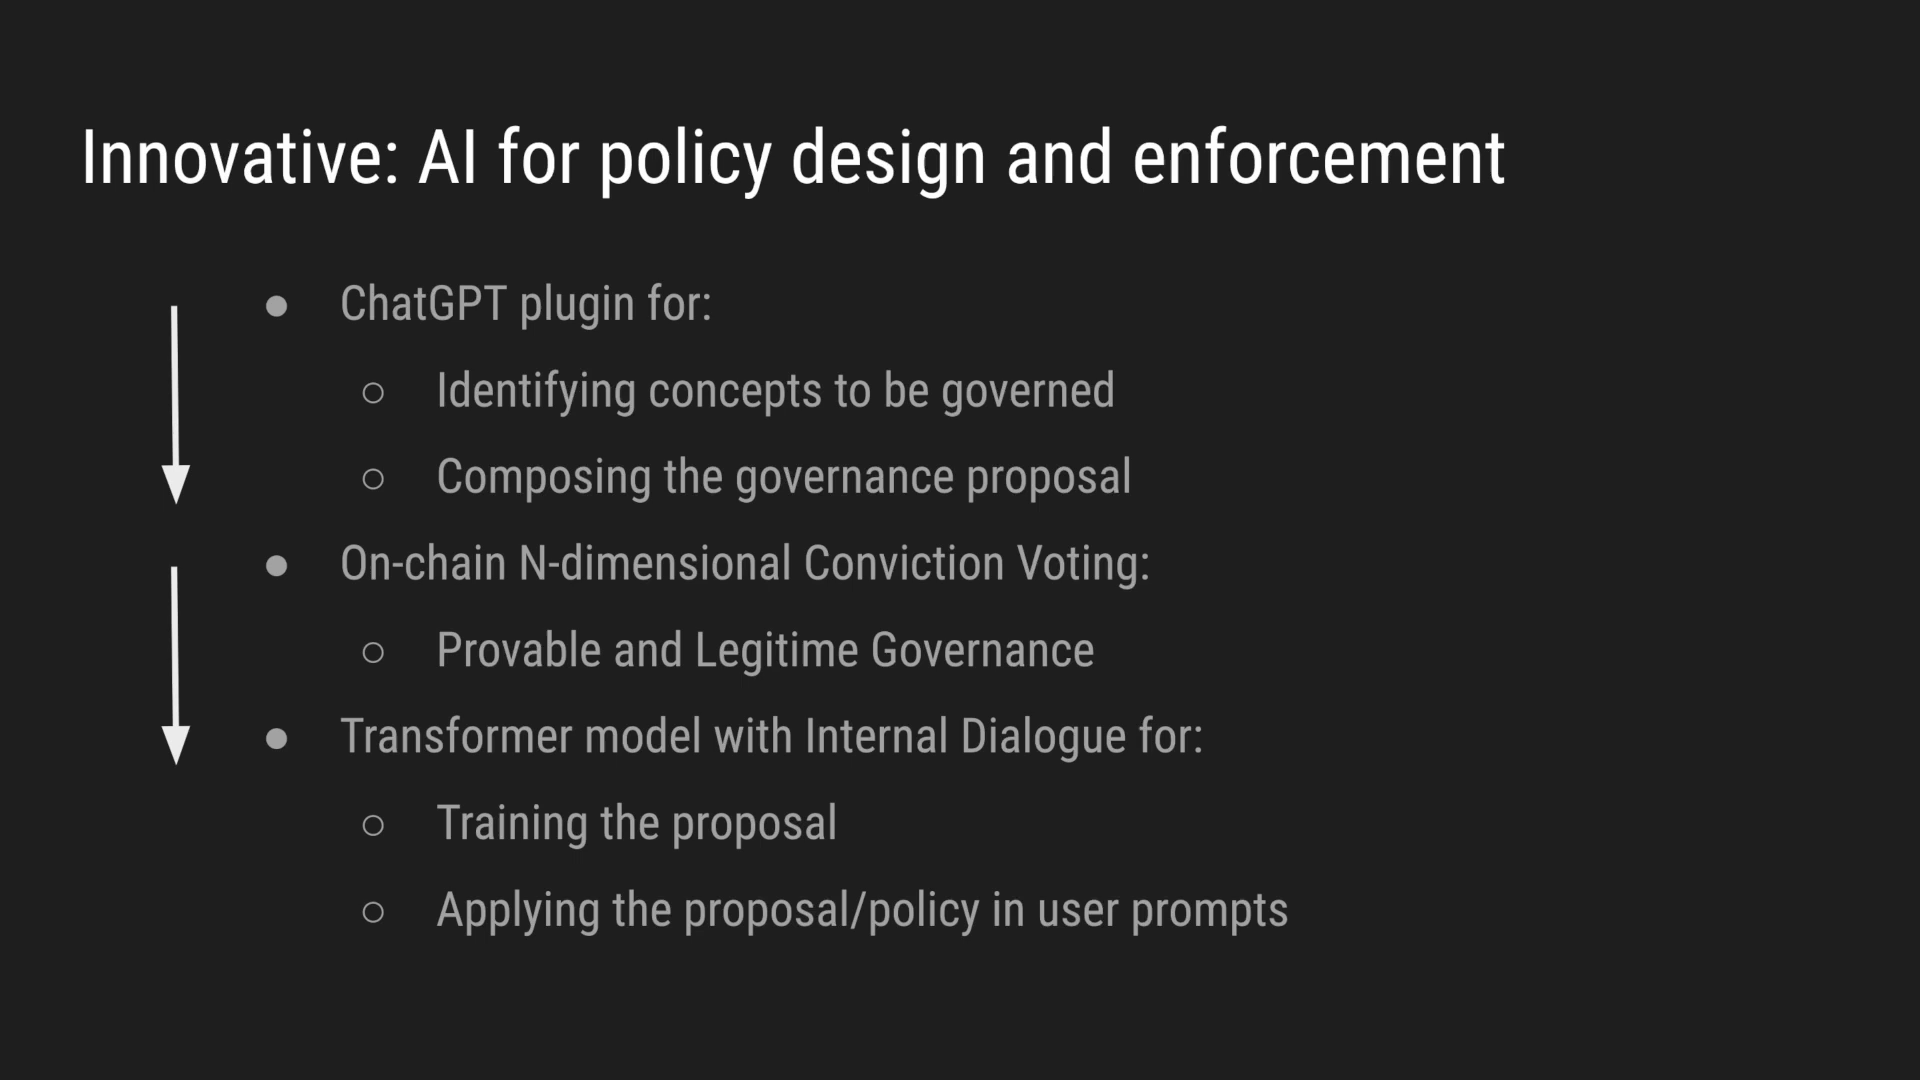 Innovative: AI for policy design and enforcement
● ChatGPT plugin for:
○ Identifying concepts to be governed
○ Composing the governance proposal
● On-chain N-dimensional Conviction Voting:
○ Provable and Legitime Governance
● Transformer model with Internal Dialogue for:
○ Training the proposal
○ Applying the proposal/policy in user prompts